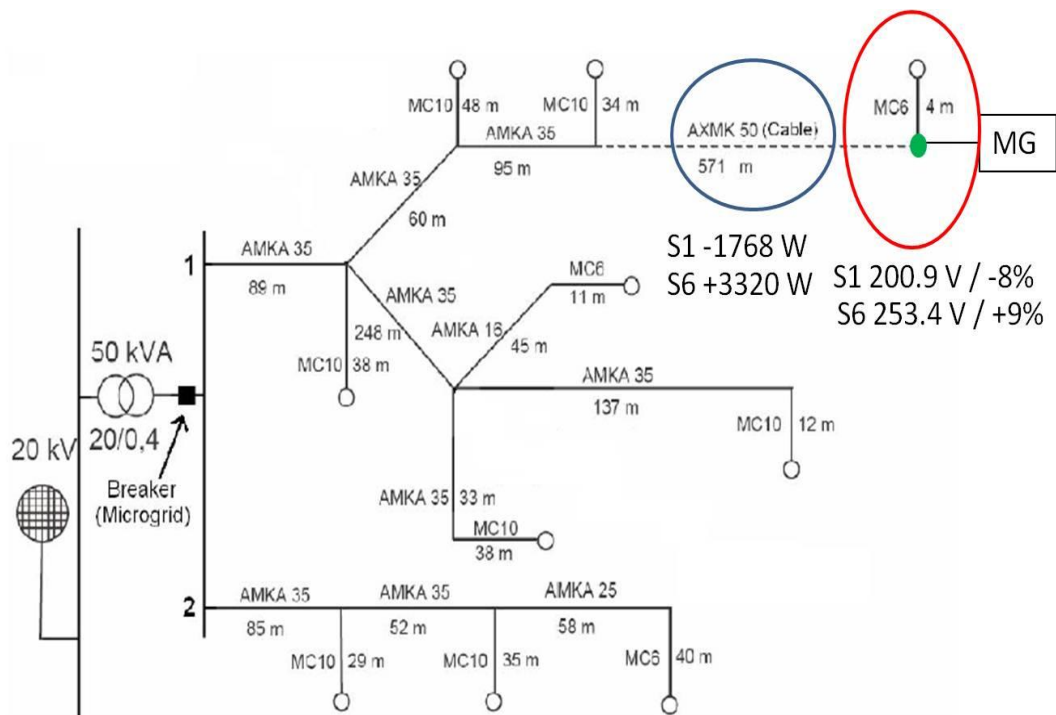 MC10 48 m
MC10 34 m
MC6 4 m
AMKA 35
95 m
AXMK 50 (Cable)
571 m
MG
AMKA 35
60 m
S1 -1768 W
S6 +3320 W
S1 200.9 V / -8%
S6 253.4 V / +9%
1
AMKA 35
89 m
AMKA 35
248 m
MC10 38 m
MC6
11 m
AMKA 16
45 m
AMKA 35
137 m
MC10 12 m
50 kVA
20/0,4
20 kV
Breaker
(Microgrid)
AMKA 35 33 m
MC10
38 m
2
AMKA 35
85 m
AMKA 35
52 m
AMKA 25
58 m
MC10 29 m
MC10 35 m
MC6 40 m